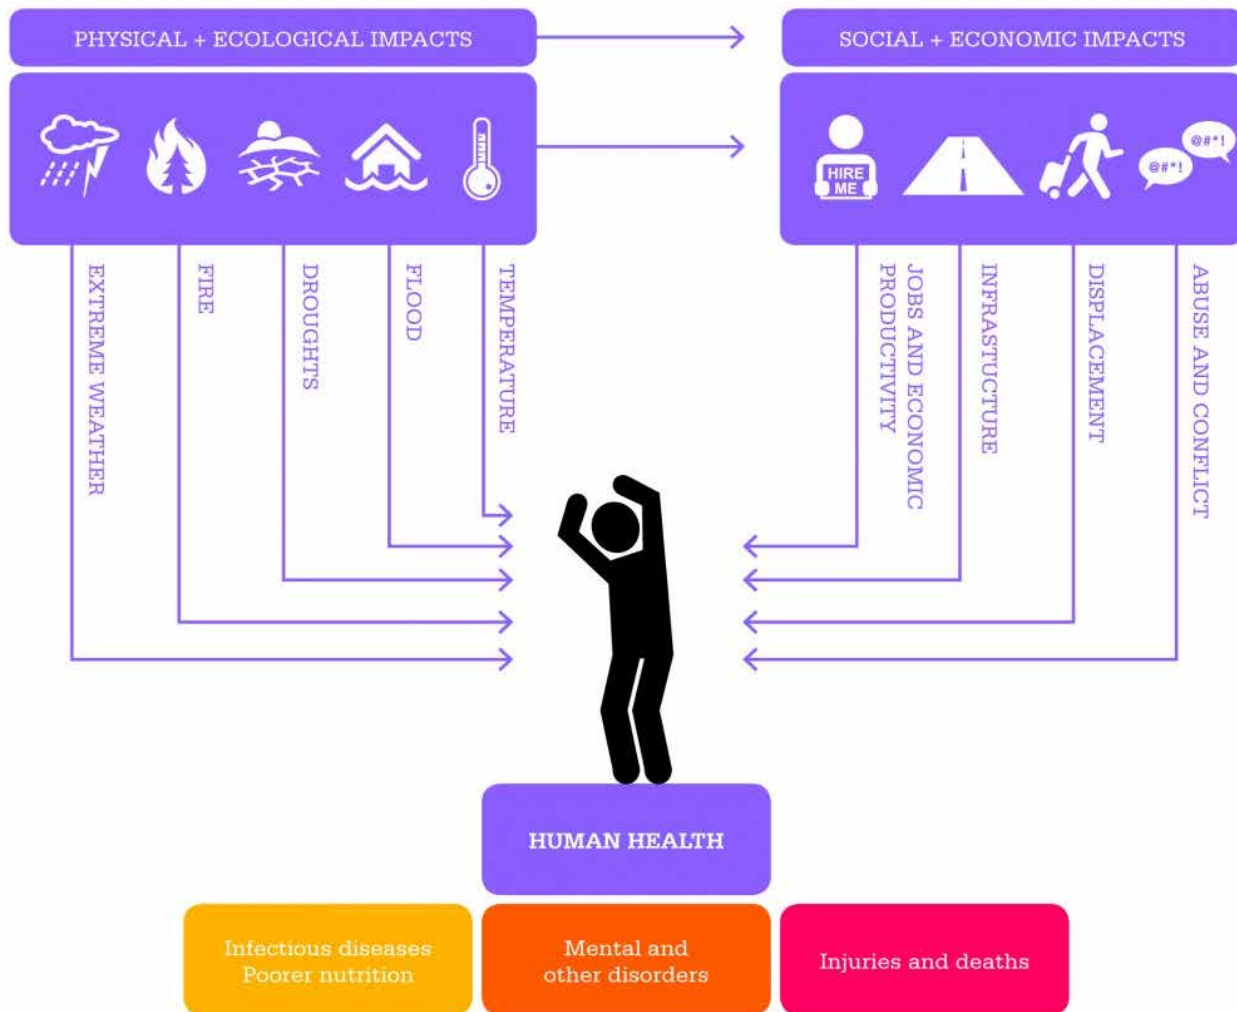 PHYSICAL + ECOLOGICAL IMPACTS
SOCIAL + ECONOMIC IMPACTS
HIRE
ME
@#*!
@#*!
EXTREME WEATHER
FIRE
DROUGHTS
FLOOD
TEMPERATURE
JOBS AND ECONOMIC
PRODUCTIVITY
INFRASTUCTURE
DISPLACEMENT
ABUSE AND CONFLICT
HUMAN HEALTH
Infectious diseases
Poorer nutrition
Mental and
other disorders
Injuries and deaths